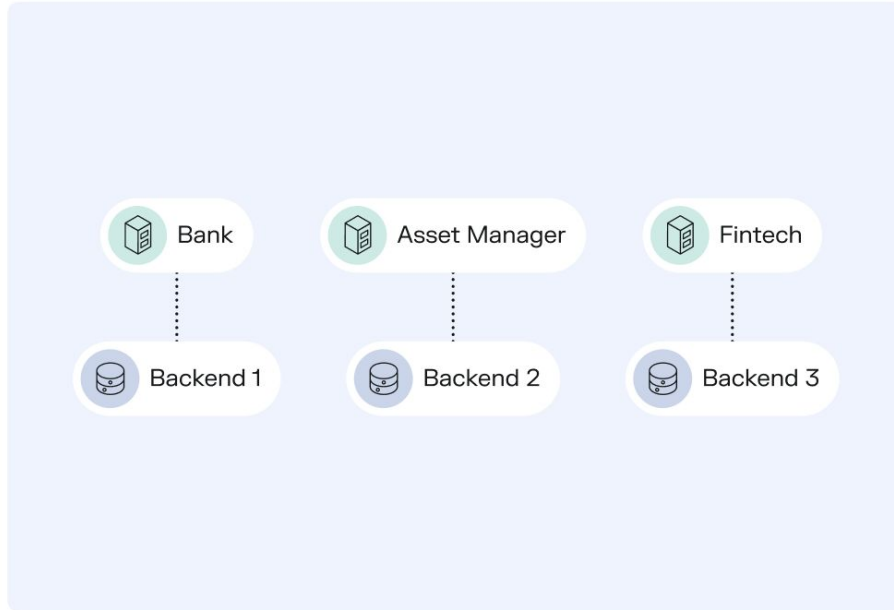 Bank
Asset Manager
Fintech
Backend 1
Backend 2
Backend 3